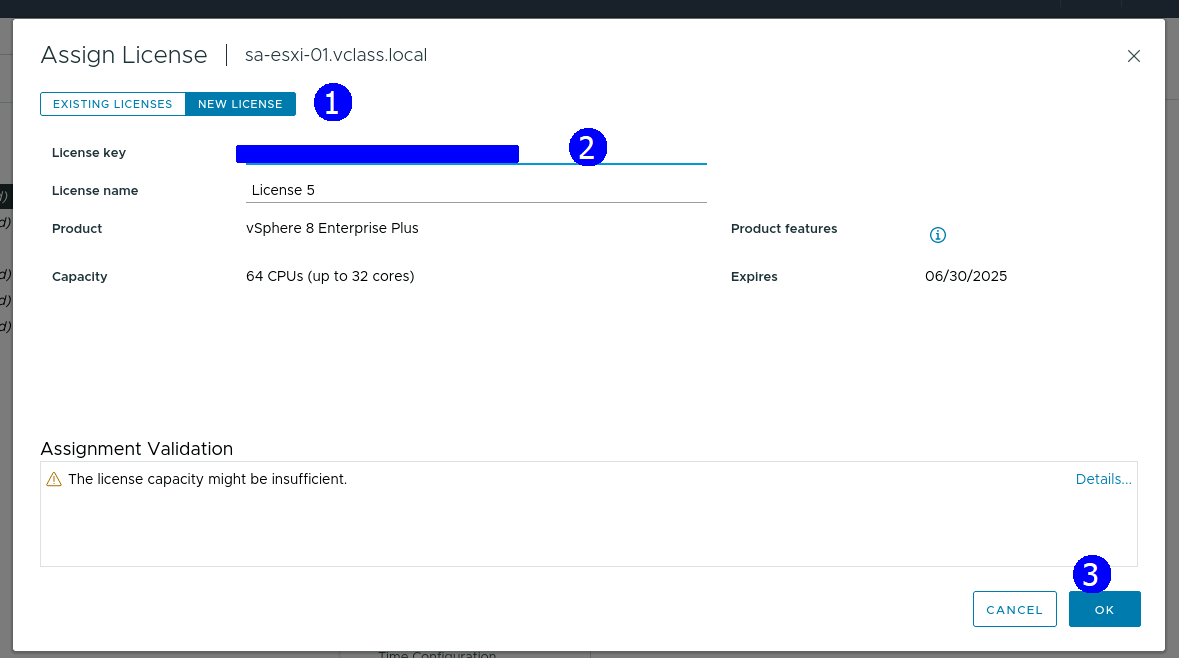 Assign License | sa-esxi-01.vclass.local
EXISTING LICENSES NEW LICENSE 1
License key 2
License name License 5
Product vSphere 8 Enterprise Plus Product features
Capacity 64 CPUs (up to 32 cores) Expires 06/30/2025
d)
d)
d)
d)
d)
Assignment Validation
The license capacity might be insufficient. Details...
3
CANCEL OK
Time Configuration